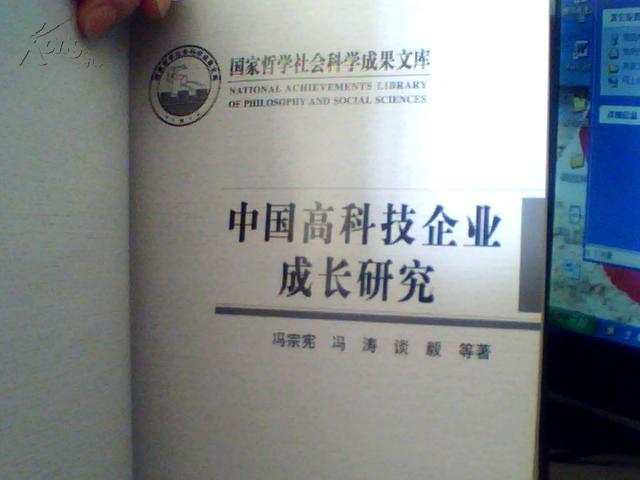 国家哲学社会科学成果文库
NATIONAL ACHIEVEMENTS LIBRARY
OF PHILOSOPHY AND SOCIAL SCIENCES
中国高科技企业
成长研究
冯宗宪 冯涛 谈毅 等著